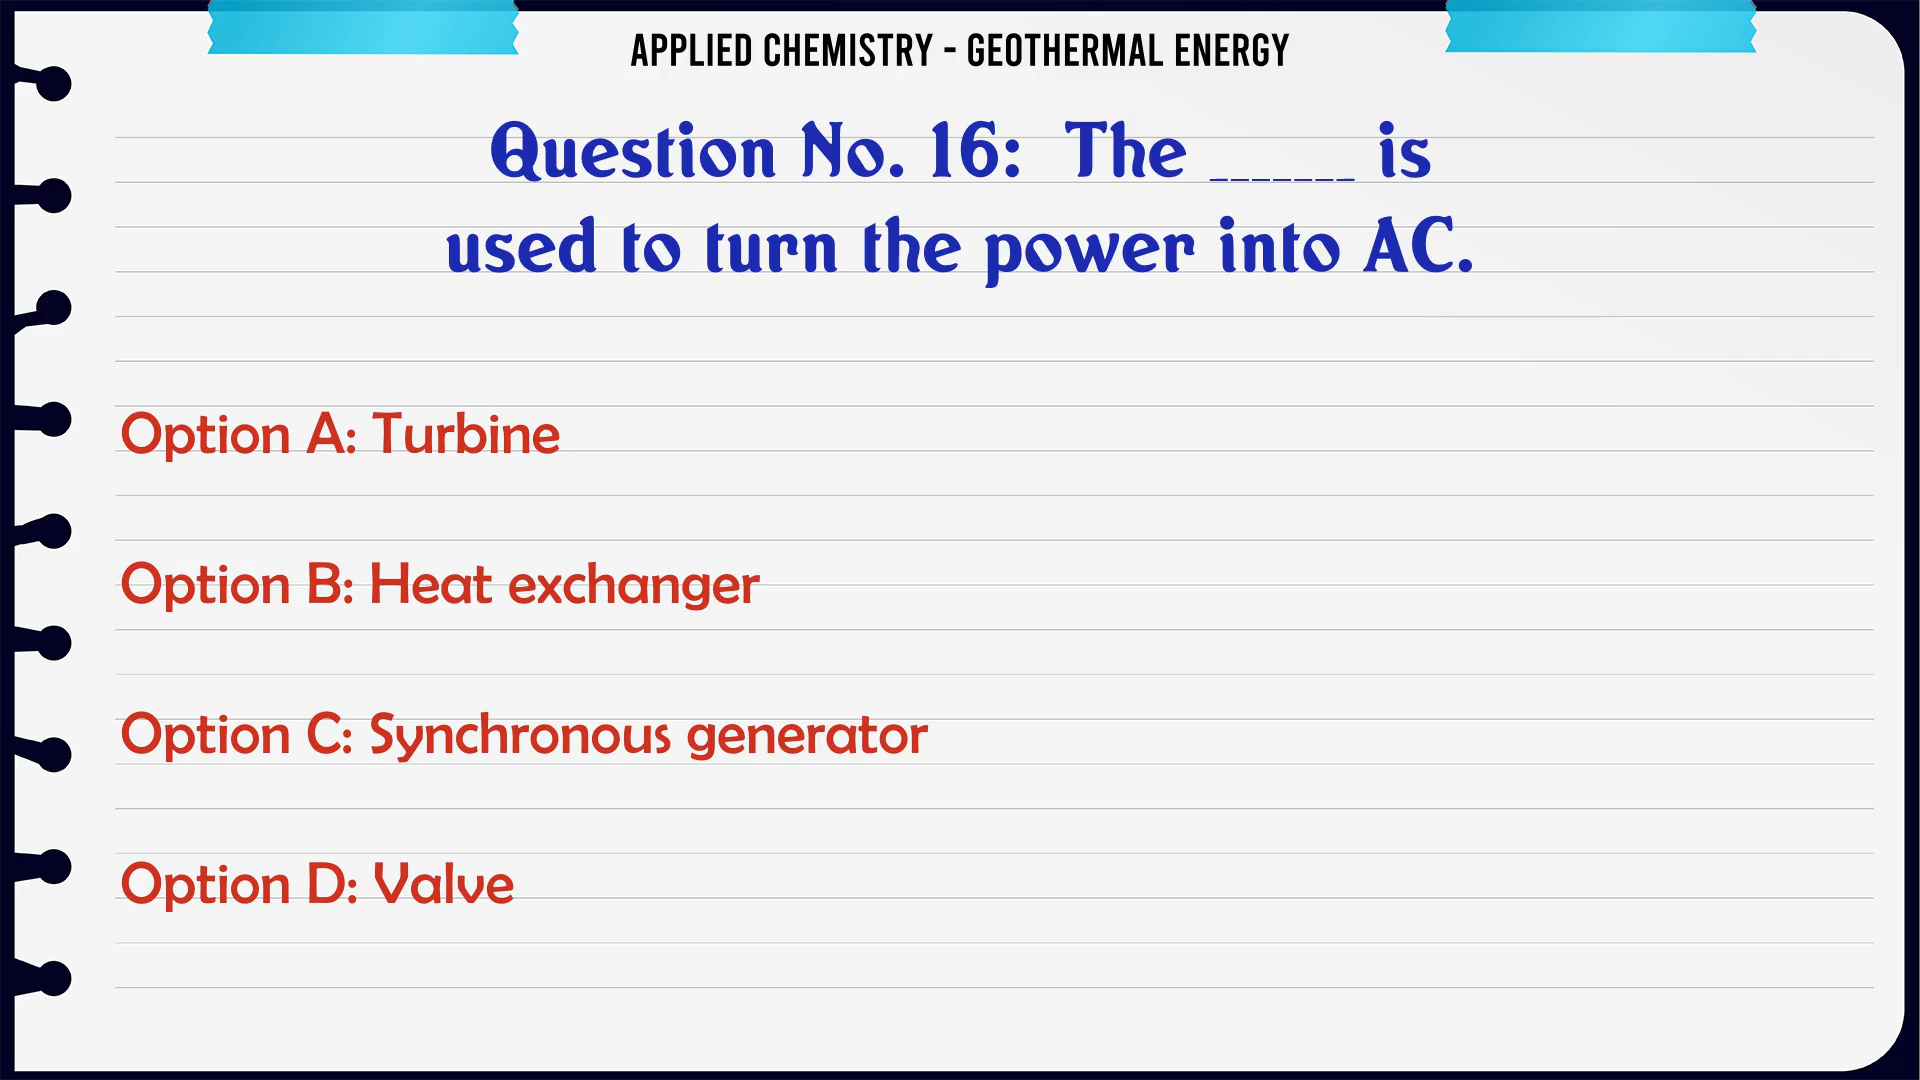 APPLIED CHEMISTRY - GEOTHERMAL ENERGY
Question No. 16: The _______ is
used to turn the power into AC.
Option A: Turbine
Option B: Heat exchanger
Option C: Synchronous generator
Option D: Valve